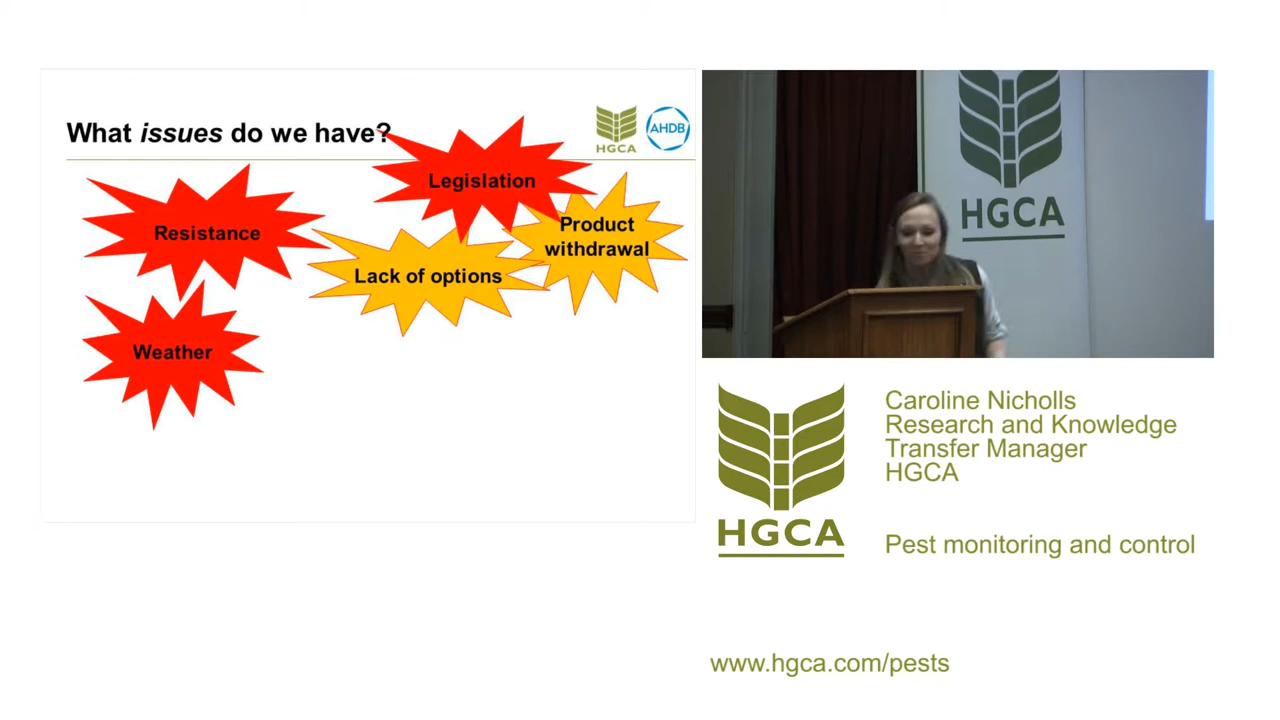 What issues do we have?
HGCA
AHDB
Legislation
Resistance
Product
withdrawal
Lack of options
Weather
HGCA
HGCA
Caroline Nicholls
Research and Knowledge
Transfer Manager
HGCA
Pest monitoring and control
www.hgca.com/pests